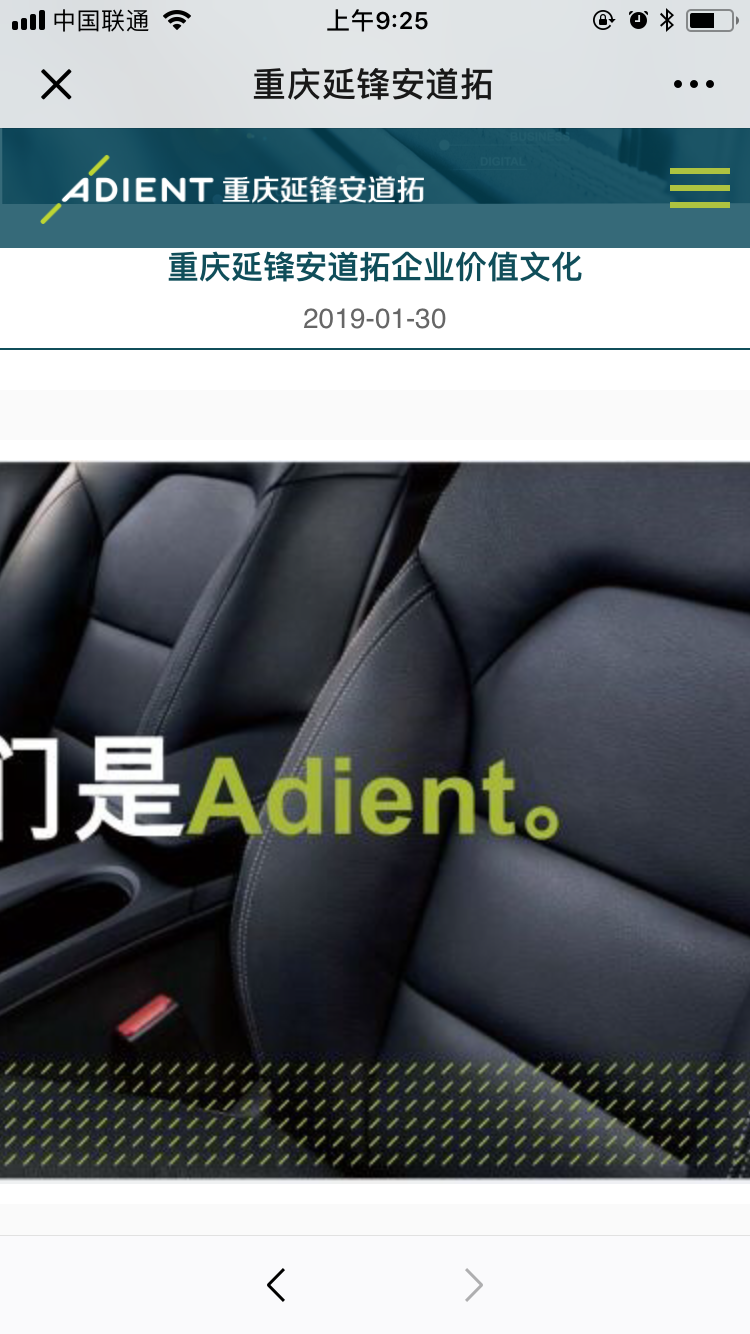 中国联通
上午9:25
重庆延锋安道拓
BUSINESS
DIGITAL
ADIENT 重庆延锋安道拓
重庆延锋安道拓企业价值文化
2019-01-30
们是Adient。